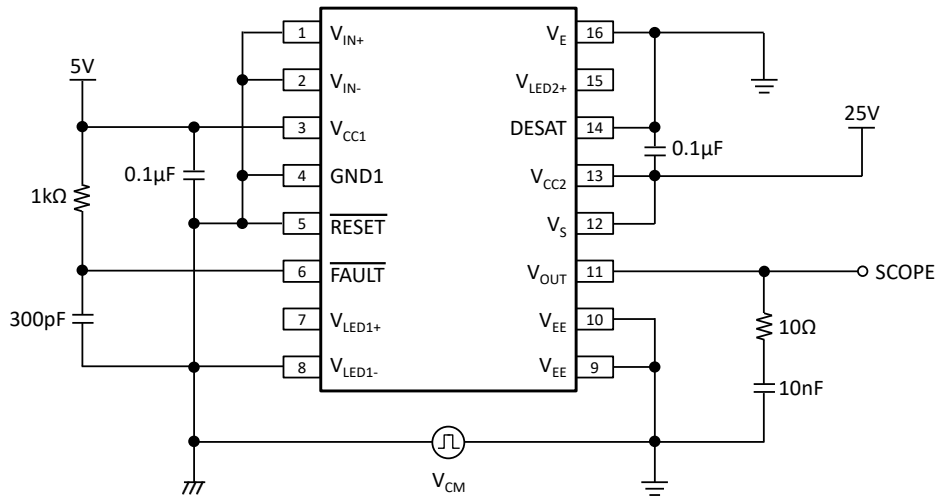 1 V_IN+ V_E 16
5V
2 V_IN- V_LED2+ 15
25V
3 V_CC1 DESAT 14
0.1µF 0.1µF
4 GND1 V_CC2 13
1kΩ
5 RESET V_S 12
6 FAULT V_OUT 11 SCOPE
300pF
7 V_LED1+ V_EE 10
10Ω
8 V_LED1- V_EE 9
10nF
V_CM